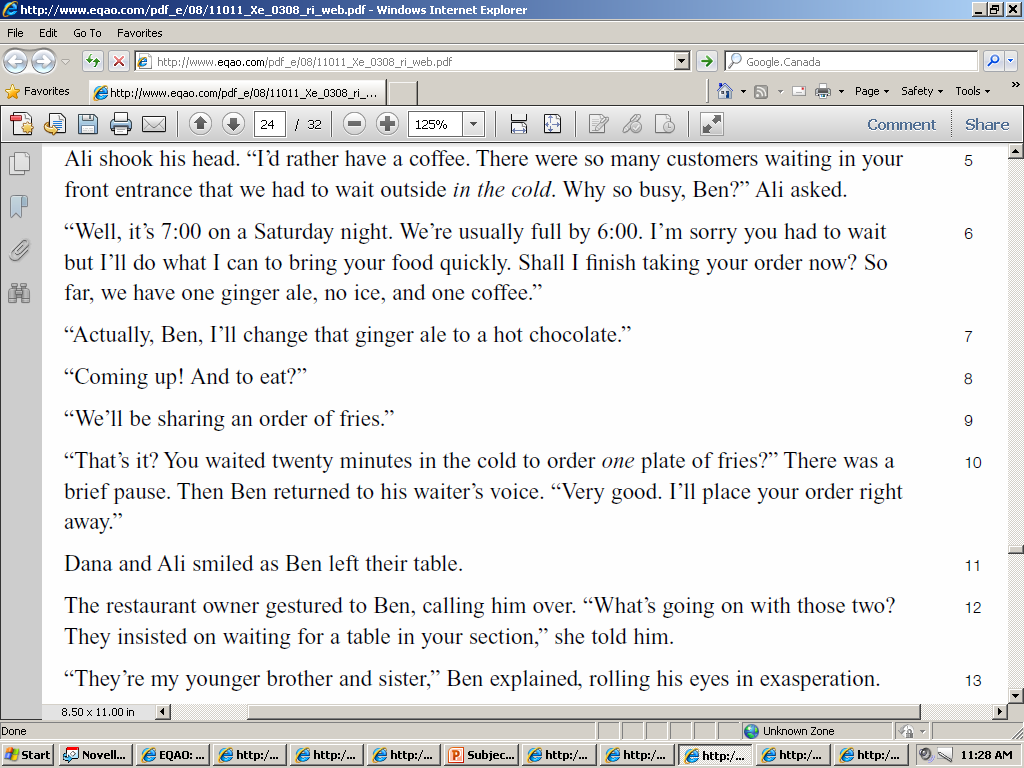 http://www.eqao.com/pdf_e/08/11011_Xe_0308_ri_web.pdf - Windows Internet Explorer
File Edit Go To Favorites
http://www.eqao.com/pdf_e/08/11011_Xe_0308_ri_web.pdf Google.Canada
Favorites http://www.eqao.com/pdf_e/08/11011_Xe_0308_ri_... Page Safety Tools »
24 / 32 125% Comment Share
Ali shook his head. “I’d rather have a coffee. There were so many customers waiting in your 5
front entrance that we had to wait outside in the cold. Why so busy, Ben?” Ali asked.
“Well, it’s 7:00 on a Saturday night. We’re usually full by 6:00. I’m sorry you had to wait 6
but I’ll do what I can to bring your food quickly. Shall I finish taking your order now? So
far, we have one ginger ale, no ice, and one coffee.”
“Actually, Ben, I’ll change that ginger ale to a hot chocolate.” 7
“Coming up! And to eat?” 8
“We’ll be sharing an order of fries.” 9
“That’s it? You waited twenty minutes in the cold to order one plate of fries?” There was a 10
brief pause. Then Ben returned to his waiter’s voice. “Very good. I’ll place your order right
away.”
Dana and Ali smiled as Ben left their table. 11
The restaurant owner gestured to Ben, calling him over. “What’s going on with those two? 12
They insisted on waiting for a table in your section,” she told him.
“They’re my younger brother and sister,” Ben explained, rolling his eyes in exasperation. 13
8.50 x 11.00 in
Done Unknown Zone
Start Novell... EQAO: ... http:/... http:/... http:/... Subjec... http:/... http:/... http:/... http:/... http:/... 11:28 AM